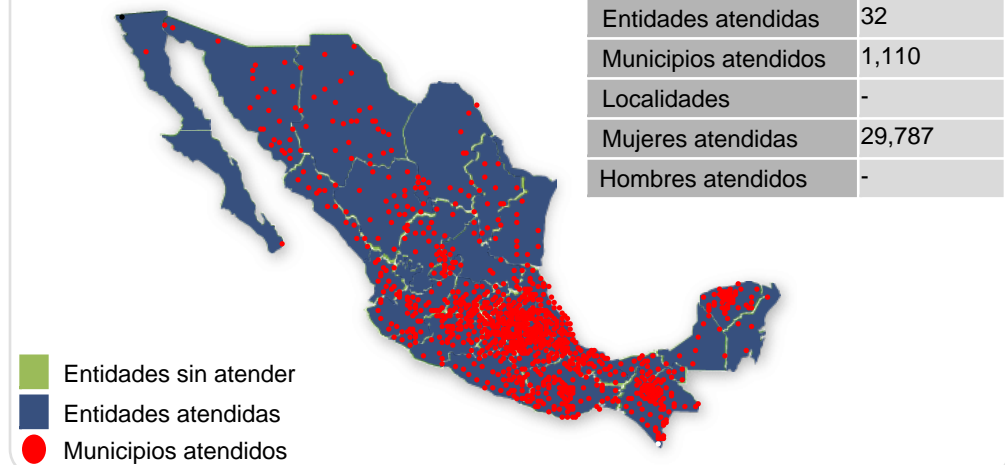 Entidades atendidas 32
Municipios atendidos 1,110
Localidades -
Mujeres atendidas 29,787
Hombres atendidos -
Entidades sin atender
Entidades atendidas
Municipios atendidos